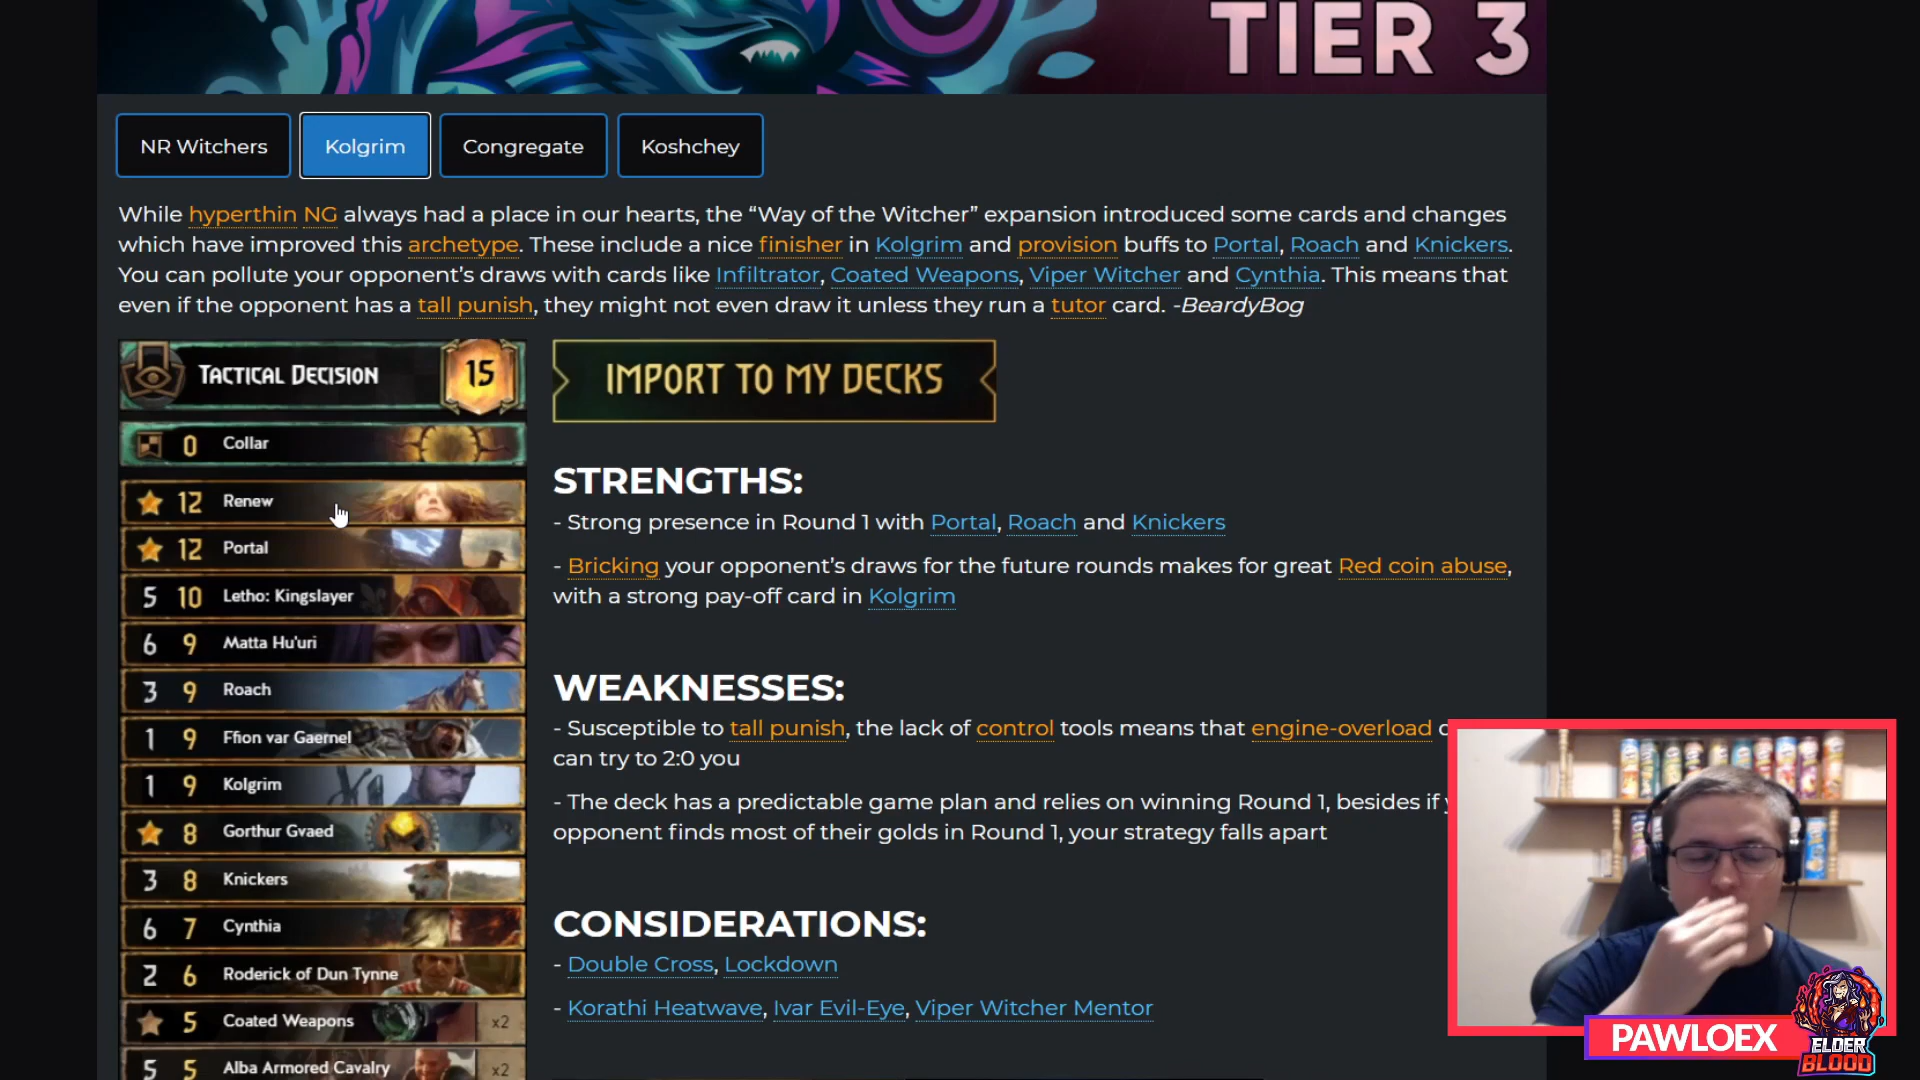 TIER 3
NR Witchers
Kolgrim
Congregate
Koshchey
While hyperthin NG always had a place in our hearts, the “Way of the Witcher” expansion introduced some cards and changes
which have improved this archetype. These include a nice finisher in Kolgrim and provision buffs to Portal, Roach and Knickers.
You can pollute your opponent’s draws with cards like Infiltrator, Coated Weapons, Viper Witcher and Cynthia. This means that
even if the opponent has a tall punish, they might not even draw it unless they run a tutor card. -BeardyBog
TACTICAL DECISION 15
0 Collar
12 Renew
12 Portal
5 10 Letho: Kingslayer
6 9 Matta Hu'uri
3 9 Roach
1 9 Ffion var Gaernel
1 9 Kolgrim
8 Gorthur Gvaed
3 8 Knickers
6 7 Cynthia
2 6 Roderick of Dun Tynne
5 Coated Weapons x2
5 5 Alba Armored Cavalry x2
IMPORT TO MY DECKS
STRENGTHS:
- Strong presence in Round 1 with Portal, Roach and Knickers
- Bricking your opponent’s draws for the future rounds makes for great Red coin abuse,
with a strong pay-off card in Kolgrim
WEAKNESSES:
- Susceptible to tall punish, the lack of control tools means that engine-overload
can try to 2:0 you
- The deck has a predictable game plan and relies on winning Round 1, besides if
opponent finds most of their golds in Round 1, your strategy falls apart
CONSIDERATIONS:
- Double Cross, Lockdown
- Korathi Heatwave, Ivar Evil-Eye, Viper Witcher Mentor
PAWLOEX
ELDER
BLOOD